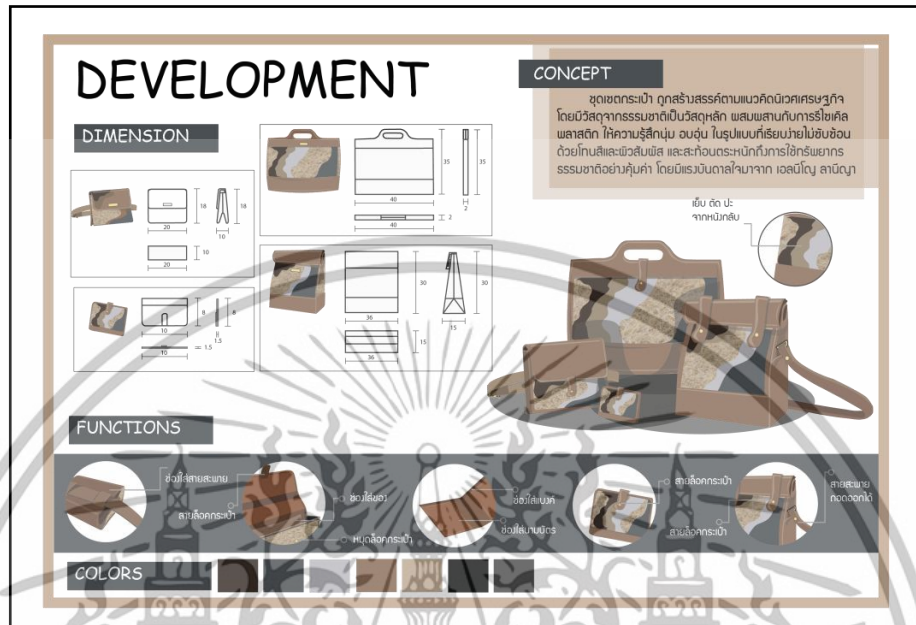 DEVELOPMENT
CONCEPT
ชุดเซตกระเป๋า ถูกสร้างสรรค์ตามแนวคิดนิเวศเศรษฐกิจ
โดยมีวัสดุจากธรรมชาติเป็นวัสดุหลัก ผสมผสานกับการรีไซเคิล
พลาสติก ให้ความรู้สึกนุ่ม อบอุ่น ในรูปแบบที่เรียบง่ายไม่ซับซ้อน
ด้วยโทนสีและผิวสัมผัส และสะท้อนตระหนักถึงการใช้ทรัพยากร
ธรรมชาติอย่างคุ้มค่า โดยมีแรงบันดาลใจมาจาก เอลนีโญ ลานีญา
DIMENSION
18
18
20
10
10
20
35
35
40
2
2
40
8
8
10
1.5
1.5
10
30
30
36
15
15
36
เย็บ ตัด ปะ
จากหนังกลับ
FUNCTIONS
ช่องใส่สายสะพาย
สายล็อคกระเป๋า
ช่องใส่ของ
หมุดล็อคกระเป๋า
ช่องใส่แบงค์
ช่องใส่นามบัตร
สายล็อคกระเป๋า
สายล็อคกระเป๋า
สายสะพาย
ถอดออกได้
COLORS